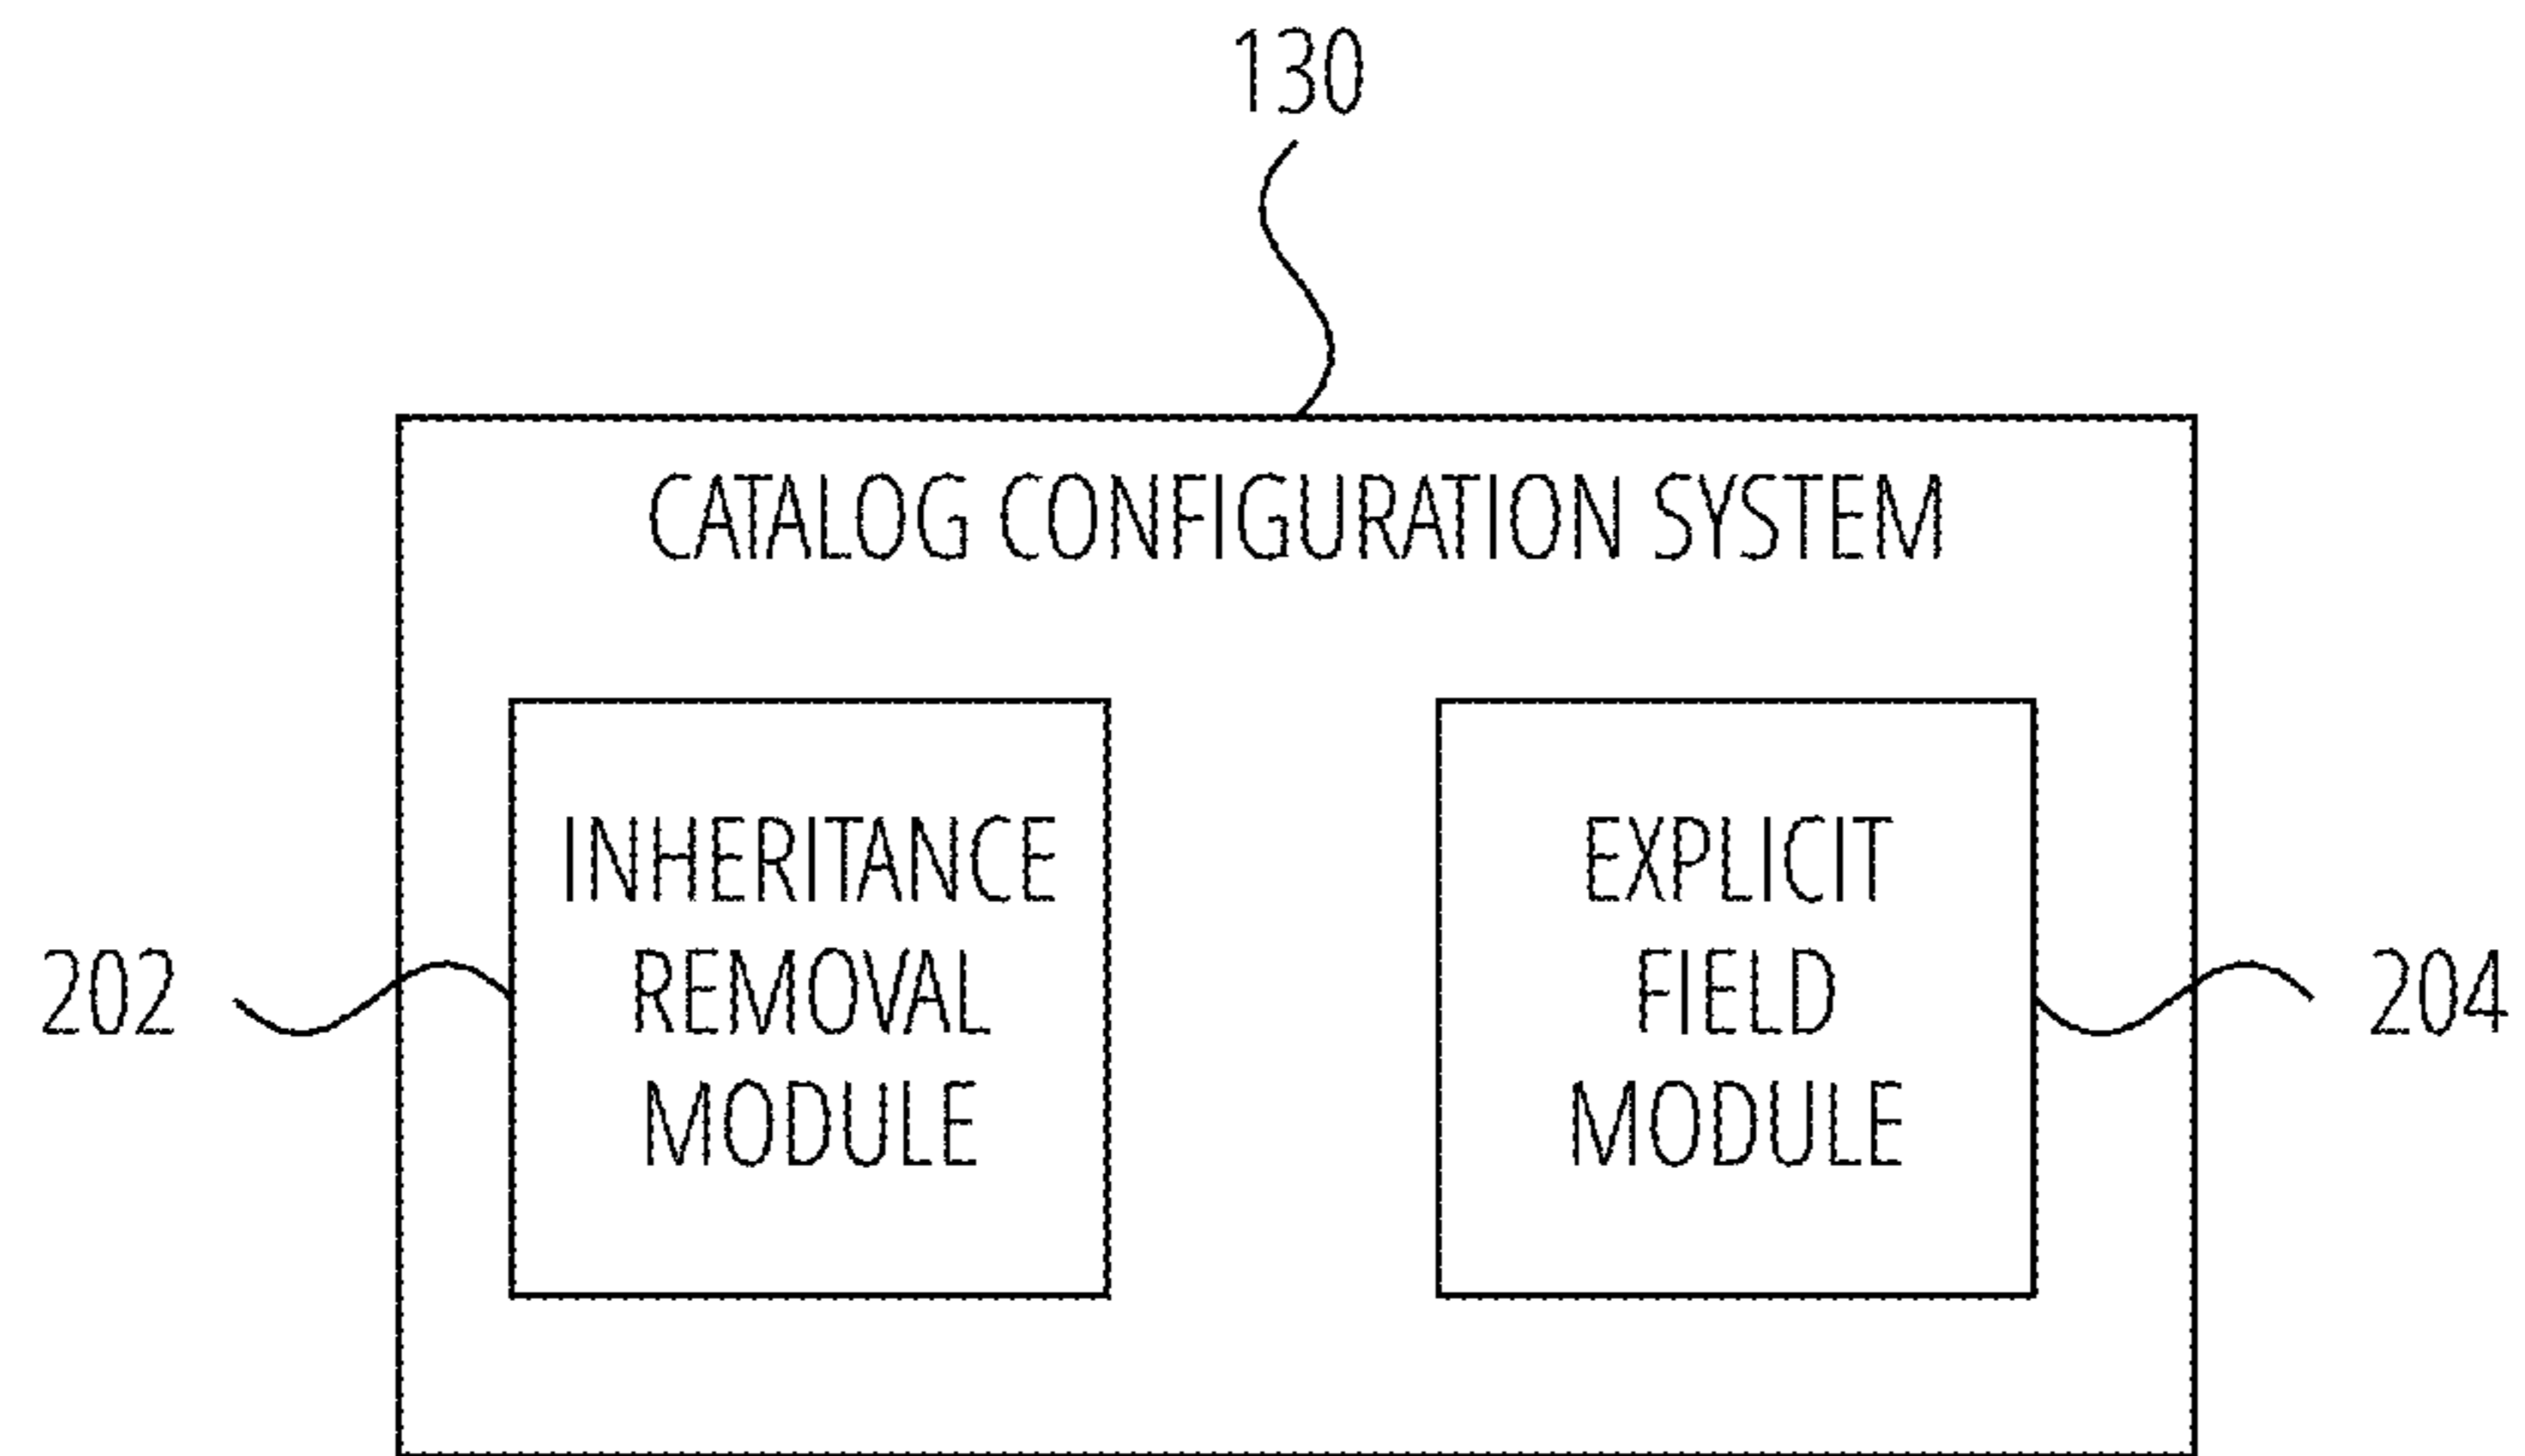 130
CATALOG CONFIGURATION SYSTEM
INHERITANCE
REMOVAL
MODULE
EXPLICIT
FIELD
MODULE
202
204